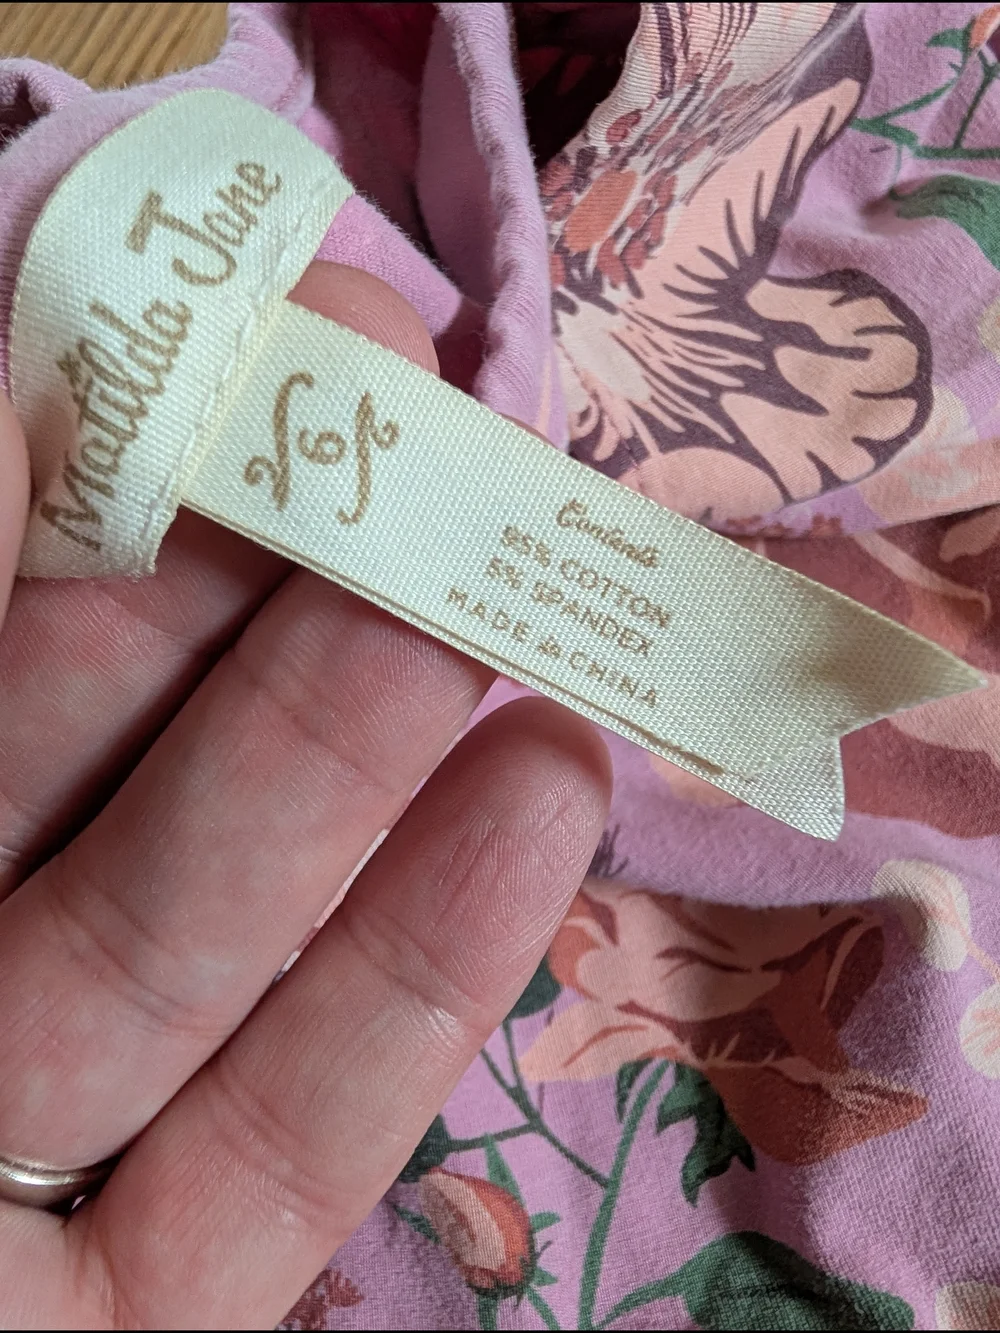 Matilda Jane
6
Contents
95% COTTON
5% SPANDEX
MADE IN CHINA